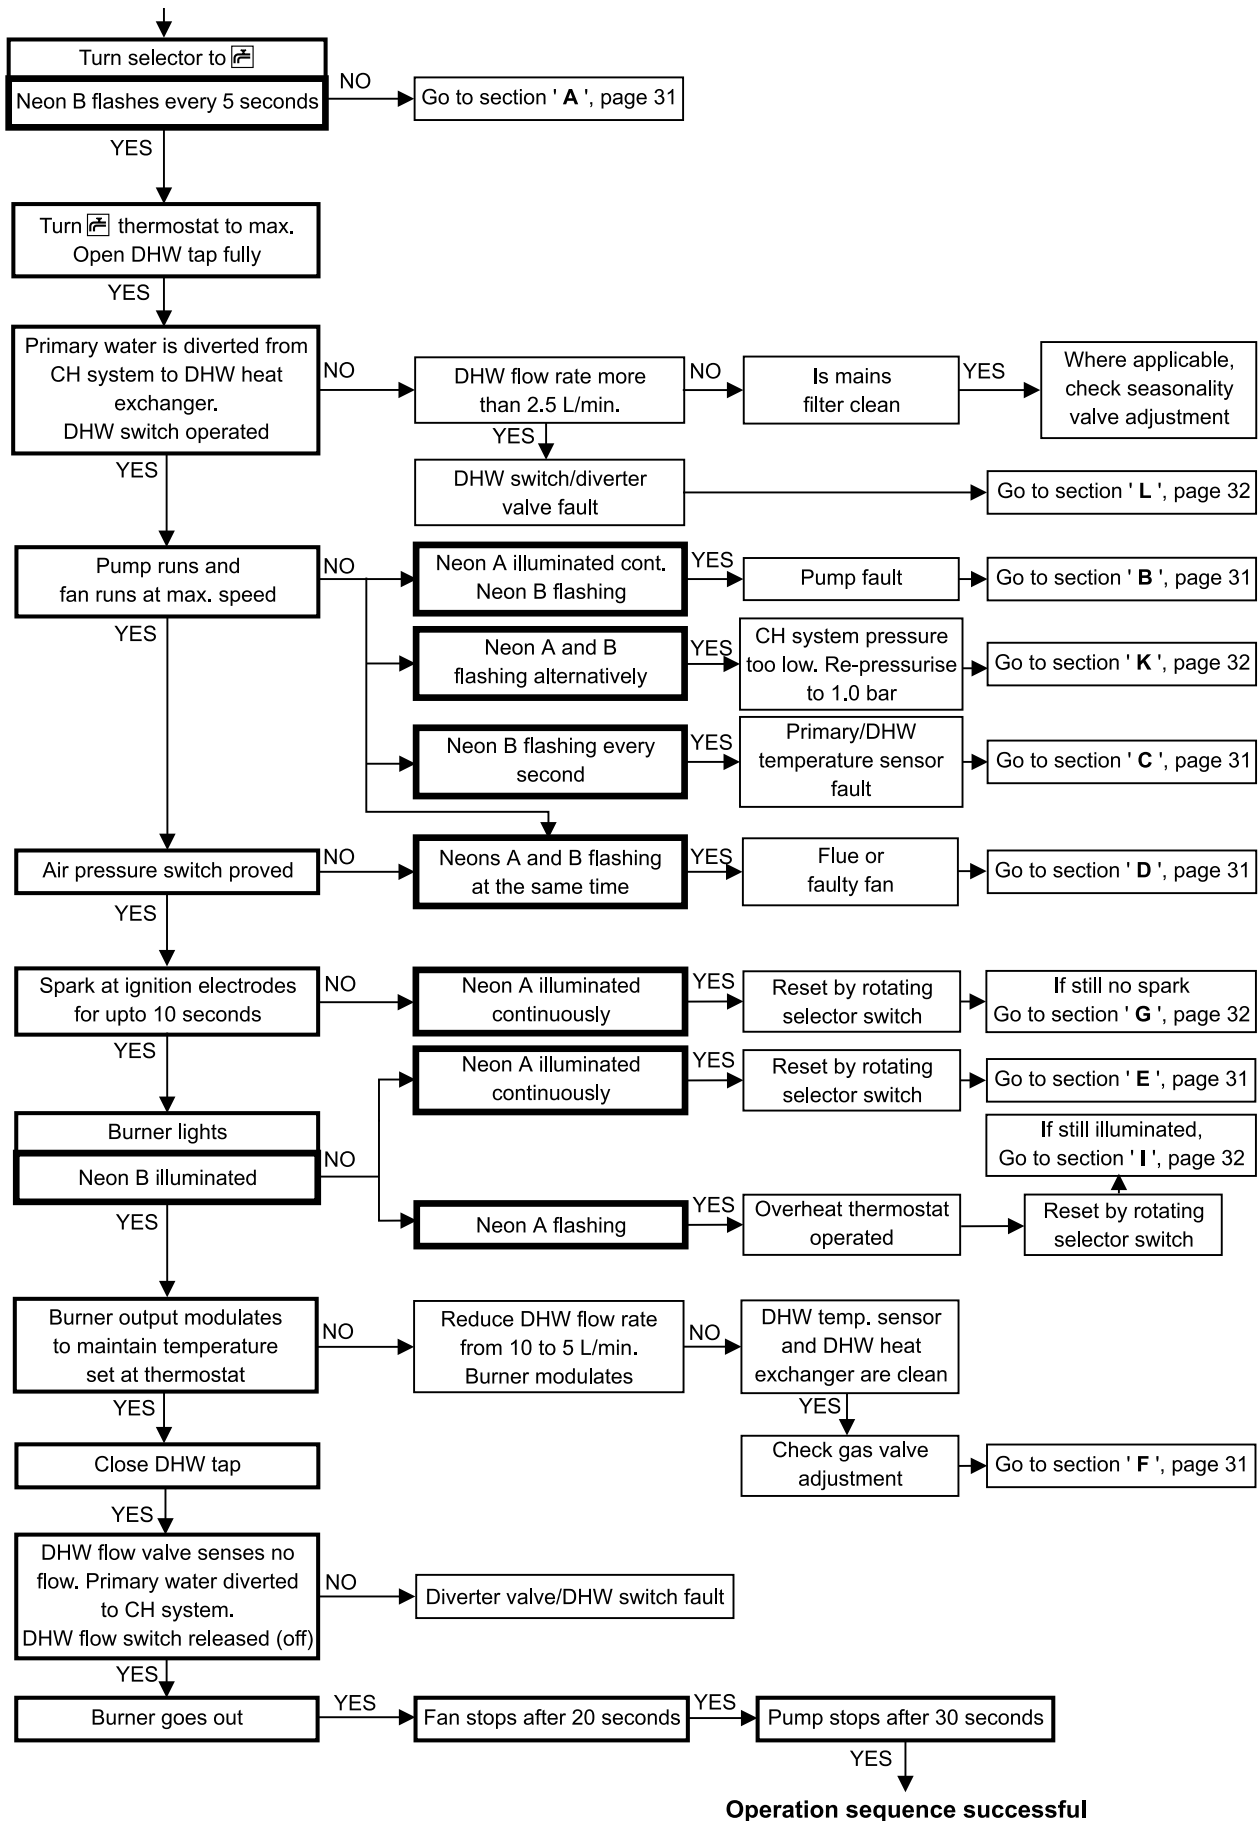 Turn selector to
Neon B flashes every 5 seconds
NO
Go to section ' A ', page 31
YES
Turn thermostat to max.
Open DHW tap fully
YES
Primary water is diverted from
CH system to DHW heat
exchanger.
DHW switch operated
NO
DHW flow rate more
than 2.5 L/min.
NO
Is mains
filter clean
YES
Where applicable,
check seasonality
valve adjustment
YES
DHW switch/diverter
valve fault
Go to section ' L ', page 32
YES
Pump runs and
fan runs at max. speed
NO
Neon A illuminated cont.
Neon B flashing
YES
Pump fault
Go to section ' B ', page 31
Neon A and B
flashing alternatively
YES
CH system pressure
too low. Re-pressurise
to 1.0 bar
Go to section ' K ', page 32
Neon B flashing every
second
YES
Primary/DHW
temperature sensor
fault
Go to section ' C ', page 31
YES
Air pressure switch proved
NO
Neons A and B flashing
at the same time
YES
Flue or
faulty fan
Go to section ' D ', page 31
YES
Spark at ignition electrodes
for upto 10 seconds
NO
Neon A illuminated
continuously
YES
Reset by rotating
selector switch
If still no spark
Go to section ' G ', page 32
YES
Neon A illuminated
continuously
YES
Reset by rotating
selector switch
Go to section ' E ', page 31
Burner lights
Neon B illuminated
NO
If still illuminated,
Go to section ' I ', page 32
Neon A flashing
YES
Overheat thermostat
operated
Reset by rotating
selector switch
YES
Burner output modulates
to maintain temperature
set at thermostat
NO
Reduce DHW flow rate
from 10 to 5 L/min.
Burner modulates
NO
DHW temp. sensor
and DHW heat
exchanger are clean
YES
Check gas valve
adjustment
Go to section ' F ', page 31
YES
Close DHW tap
YES
DHW flow valve senses no
flow. Primary water diverted
to CH system.
DHW flow switch released (off)
NO
Diverter valve/DHW switch fault
YES
Burner goes out
YES
Fan stops after 20 seconds
YES
Pump stops after 30 seconds
YES
Operation sequence successful